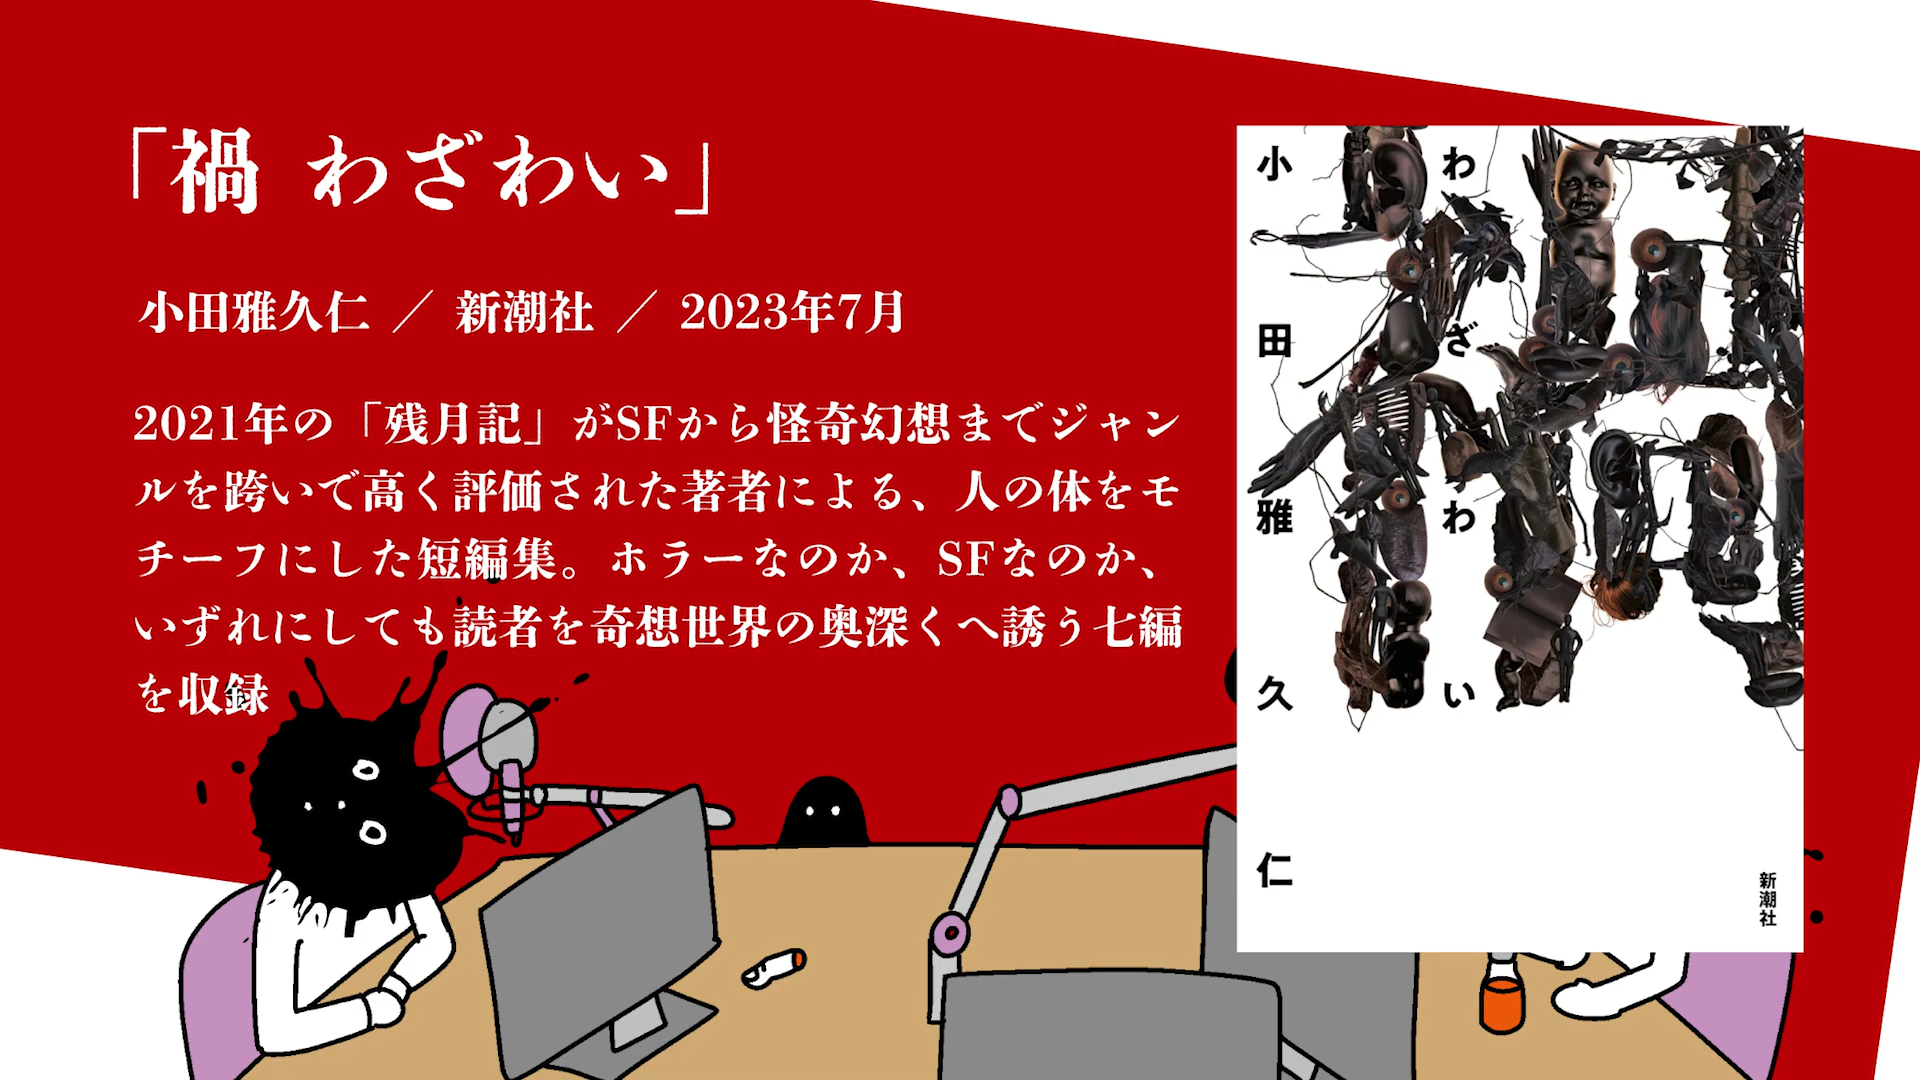 「禍 わざわい」
小田雅久仁 ／ 新潮社 ／ 2023年7月
2021年の「残月記」がSFから怪奇幻想までジャン
ルを跨いで高く評価された著者による、人の体をモ
チーフにした短編集。ホラーなのか、SFなのか、
いずれにしても読者を奇想世界の奥深くへ誘う七編
を収録
わざわい
小田雅久仁
新潮社